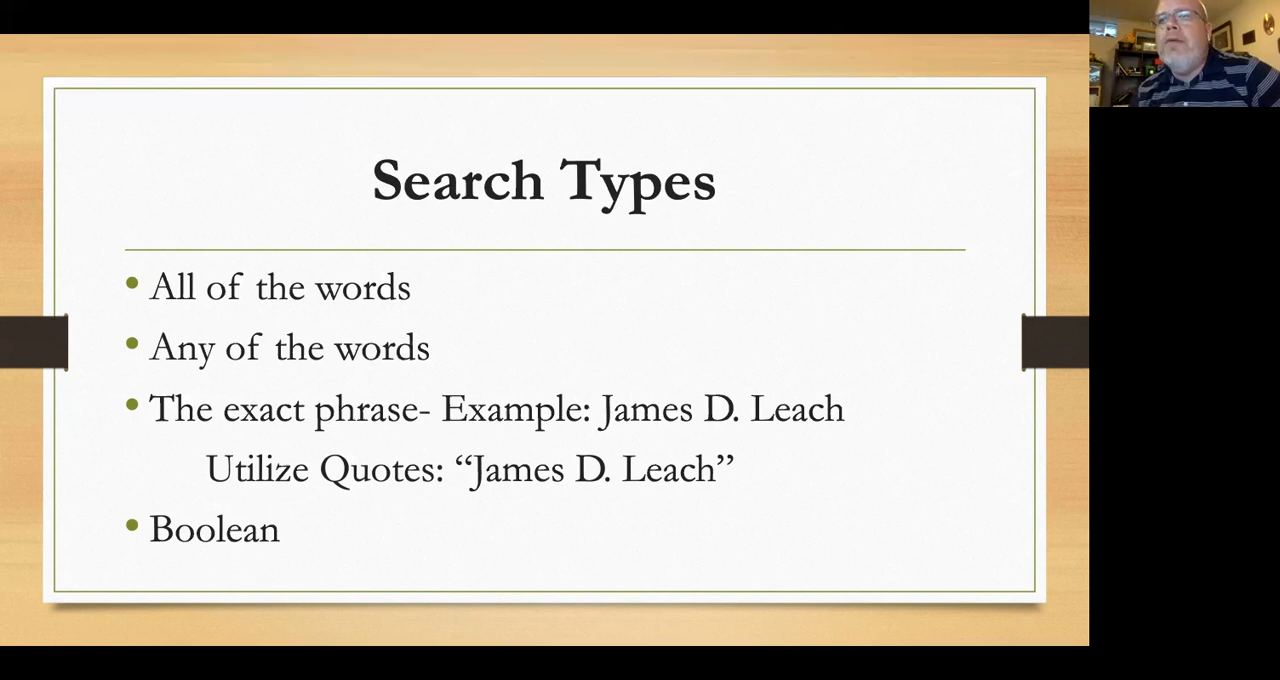 Search Types
• All of the words
• Any of the words
• The exact phrase- Example: James D. Leach
Utilize Quotes: “James D. Leach”
• Boolean